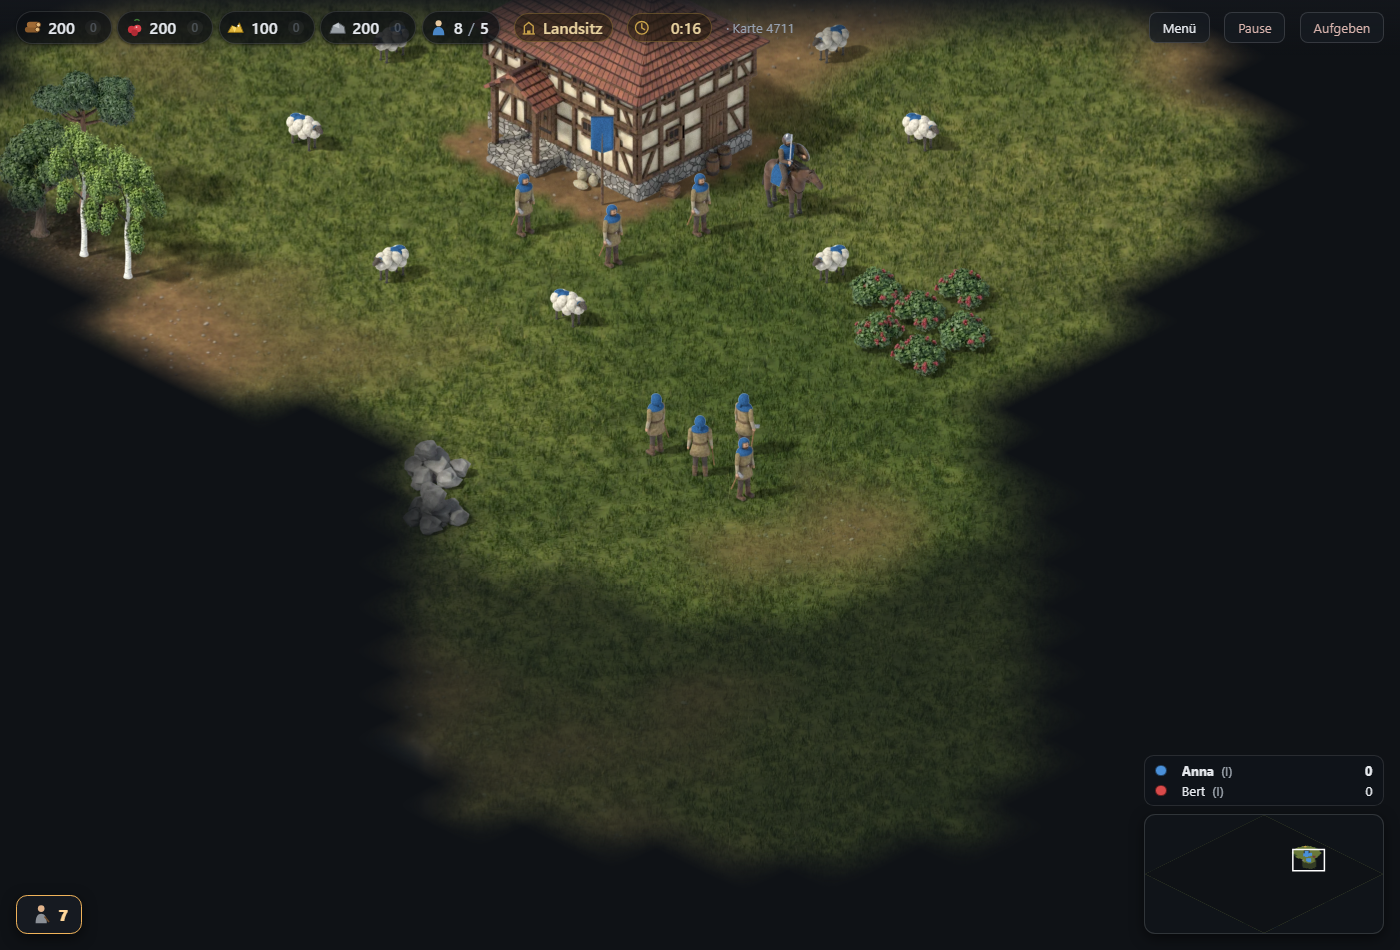 200 0 200 0 100 0 200 0 8 / 5 Landsitz 0:16 · Karte 4711 Menü Pause Aufgeben
Anna (I) 0
Bert (I) 0
7